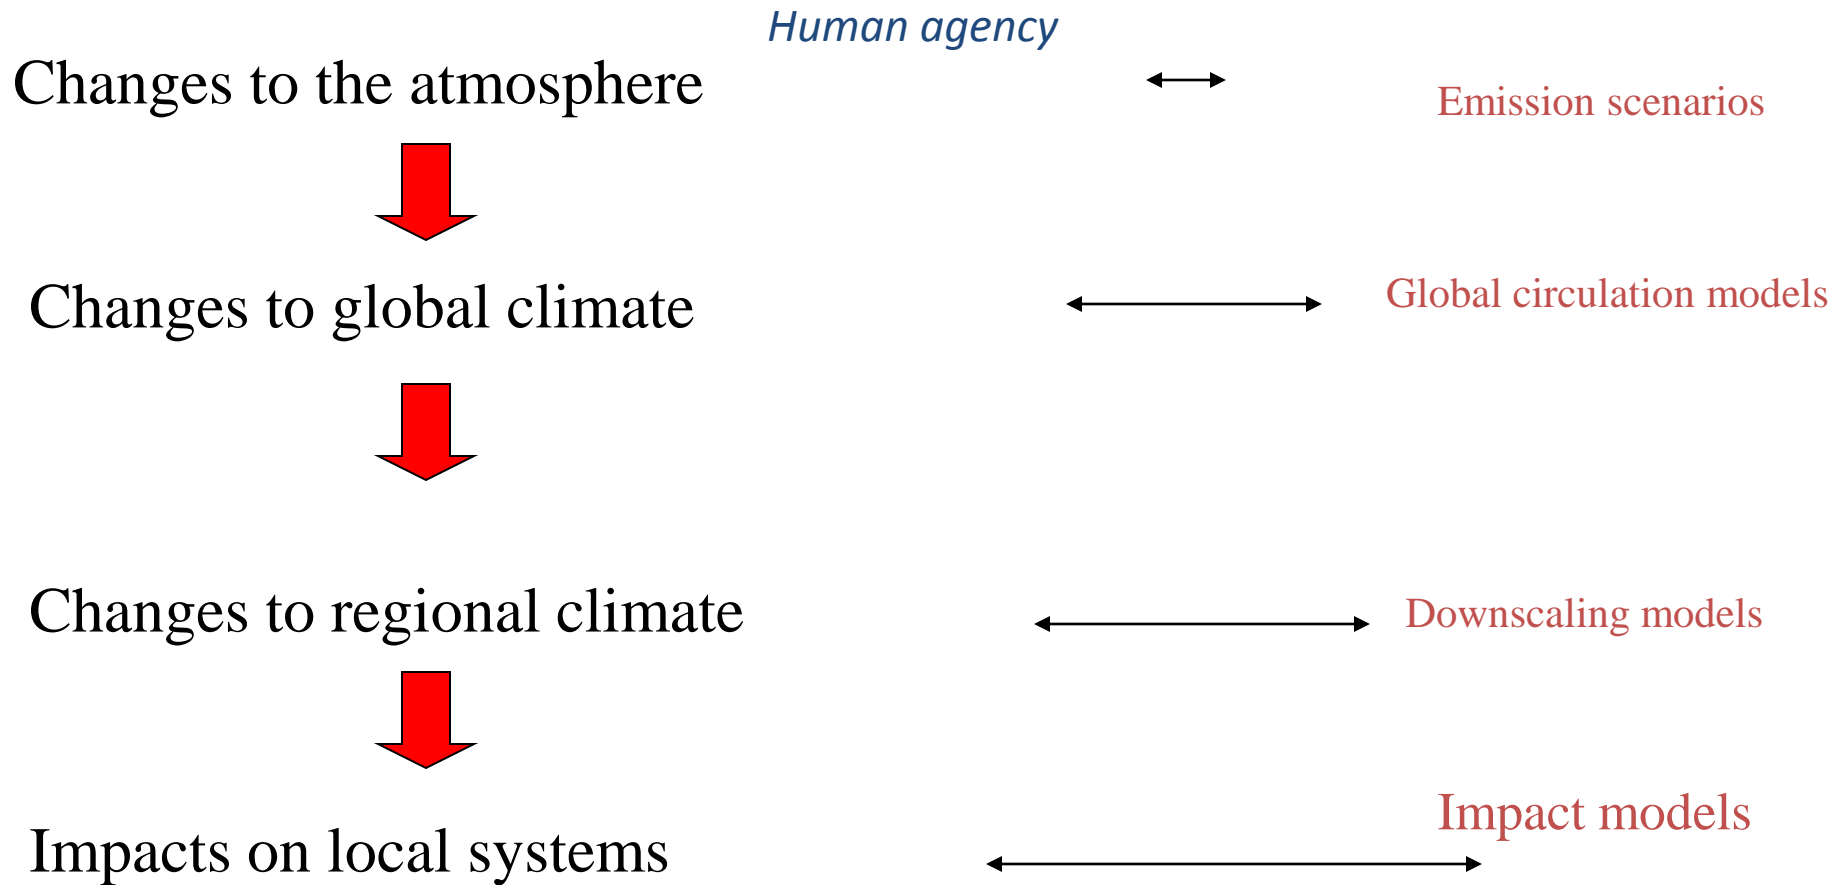 Human agency
Changes to the atmosphere
Emission scenarios
Changes to global climate
Global circulation models
Changes to regional climate
Downscaling models
Impact models
Impacts on local systems